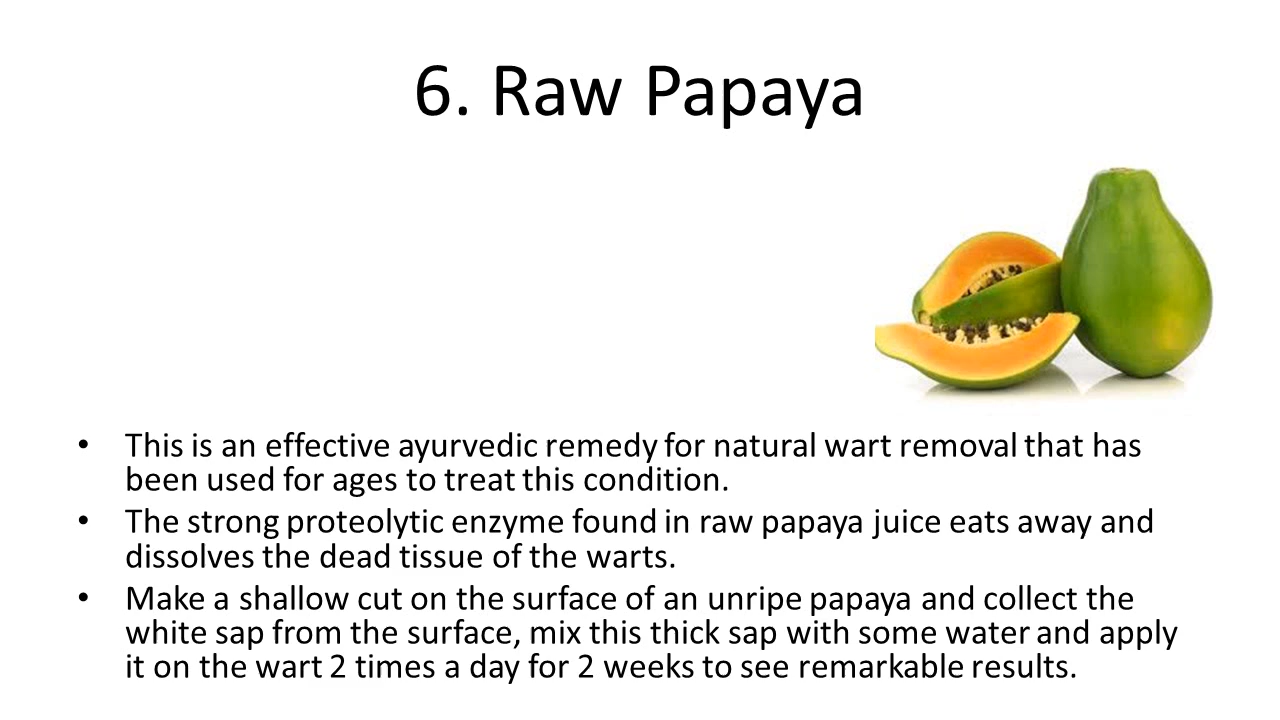 6. Raw Papaya
• This is an effective ayurvedic remedy for natural wart removal that has
been used for ages to treat this condition.
• The strong proteolytic enzyme found in raw papaya juice eats away and
dissolves the dead tissue of the warts.
• Make a shallow cut on the surface of an unripe papaya and collect the
white sap from the surface, mix this thick sap with some water and apply
it on the wart 2 times a day for 2 weeks to see remarkable results.